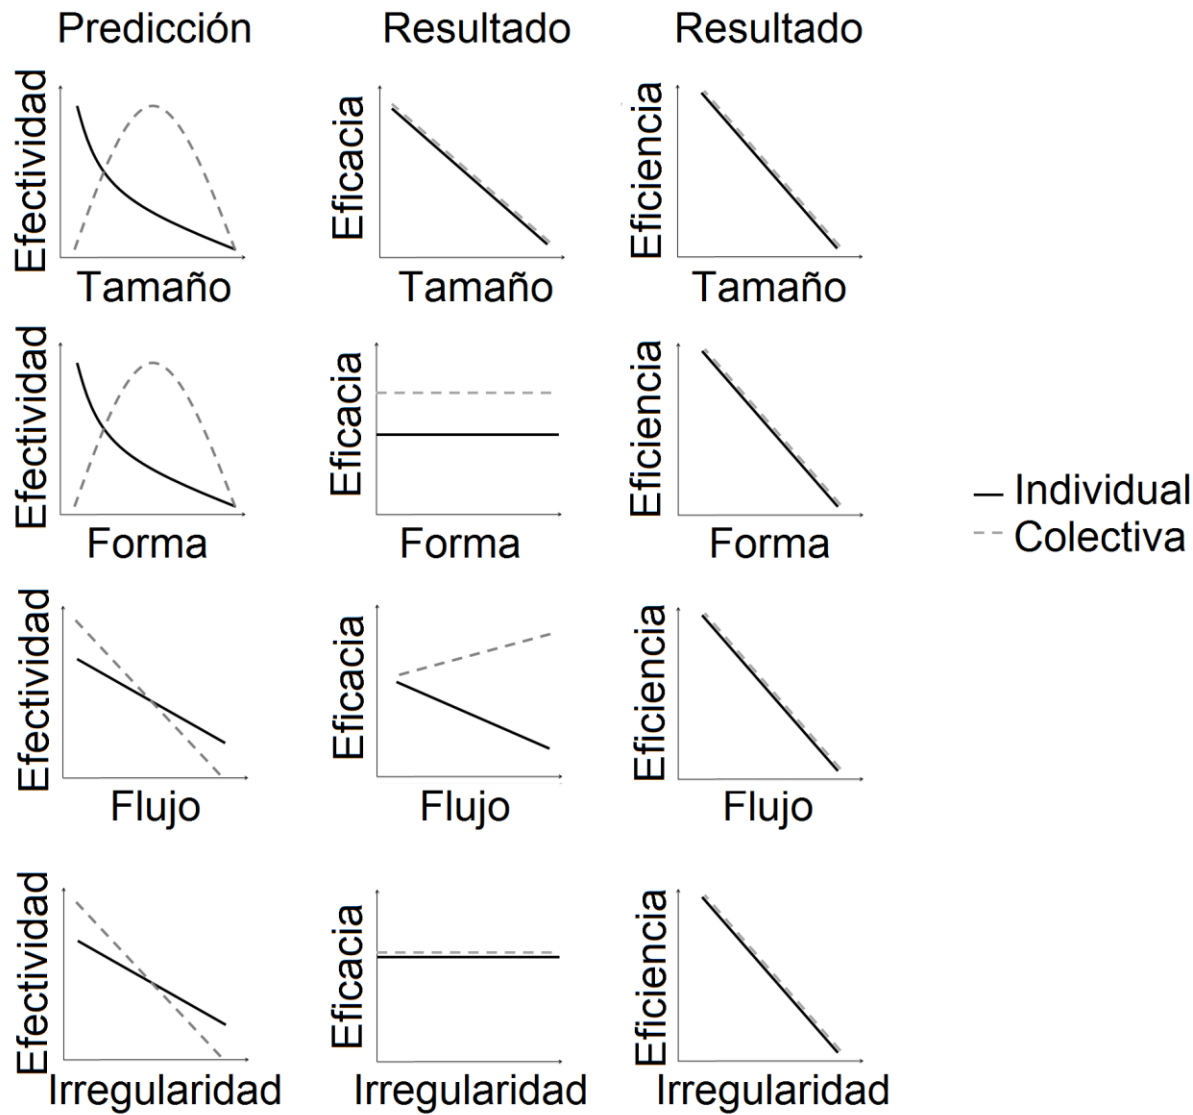 Predicción Resultado Resultado
Efectividad Eficacia Eficiencia
Tamaño Tamaño Tamaño
Efectividad Eficacia Eficiencia
Forma Forma Forma
Individual
Colectiva
Efectividad Eficacia Eficiencia
Flujo Flujo Flujo
Efectividad Eficacia Eficiencia
Irregularidad Irregularidad Irregularidad